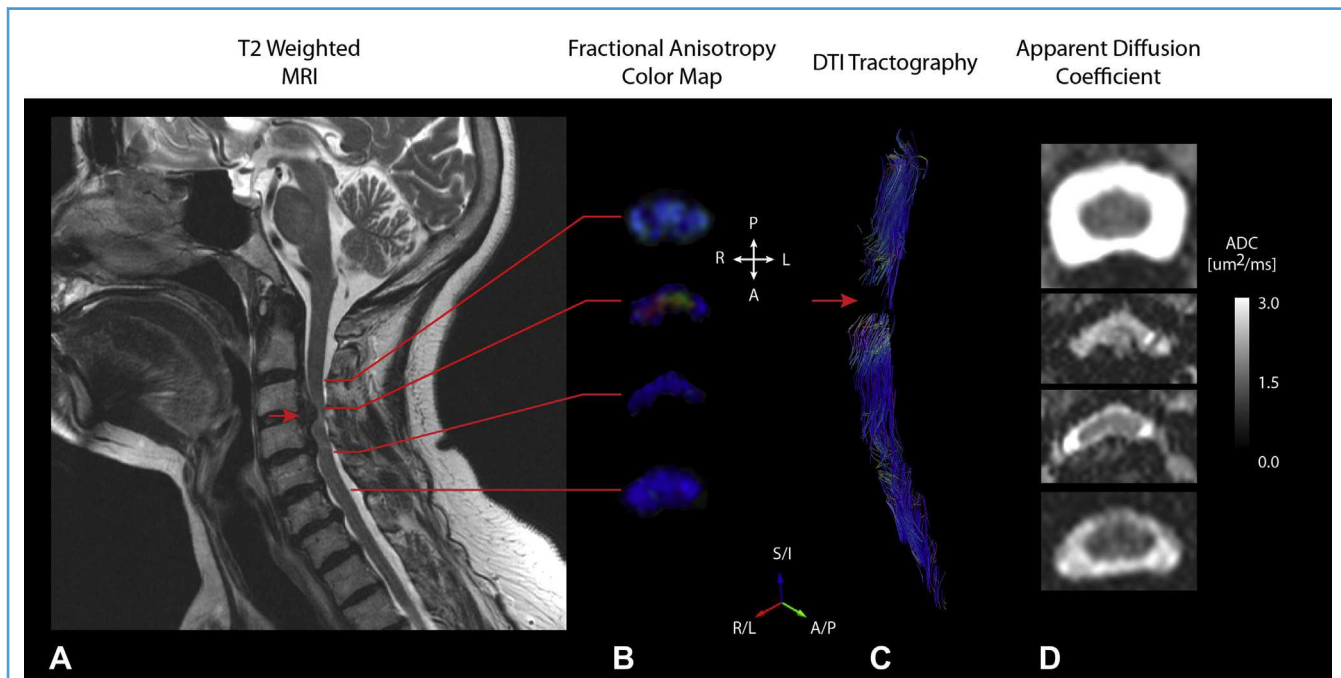 T2 Weighted
MRI
Fractional Anisotropy
Color Map
DTI Tractography
Apparent Diffusion
Coefficient
P
R
L
A
ADC
[um²/ms]
3.0
1.5
0.0
S/I
R/L
A/P
A
B
C
D